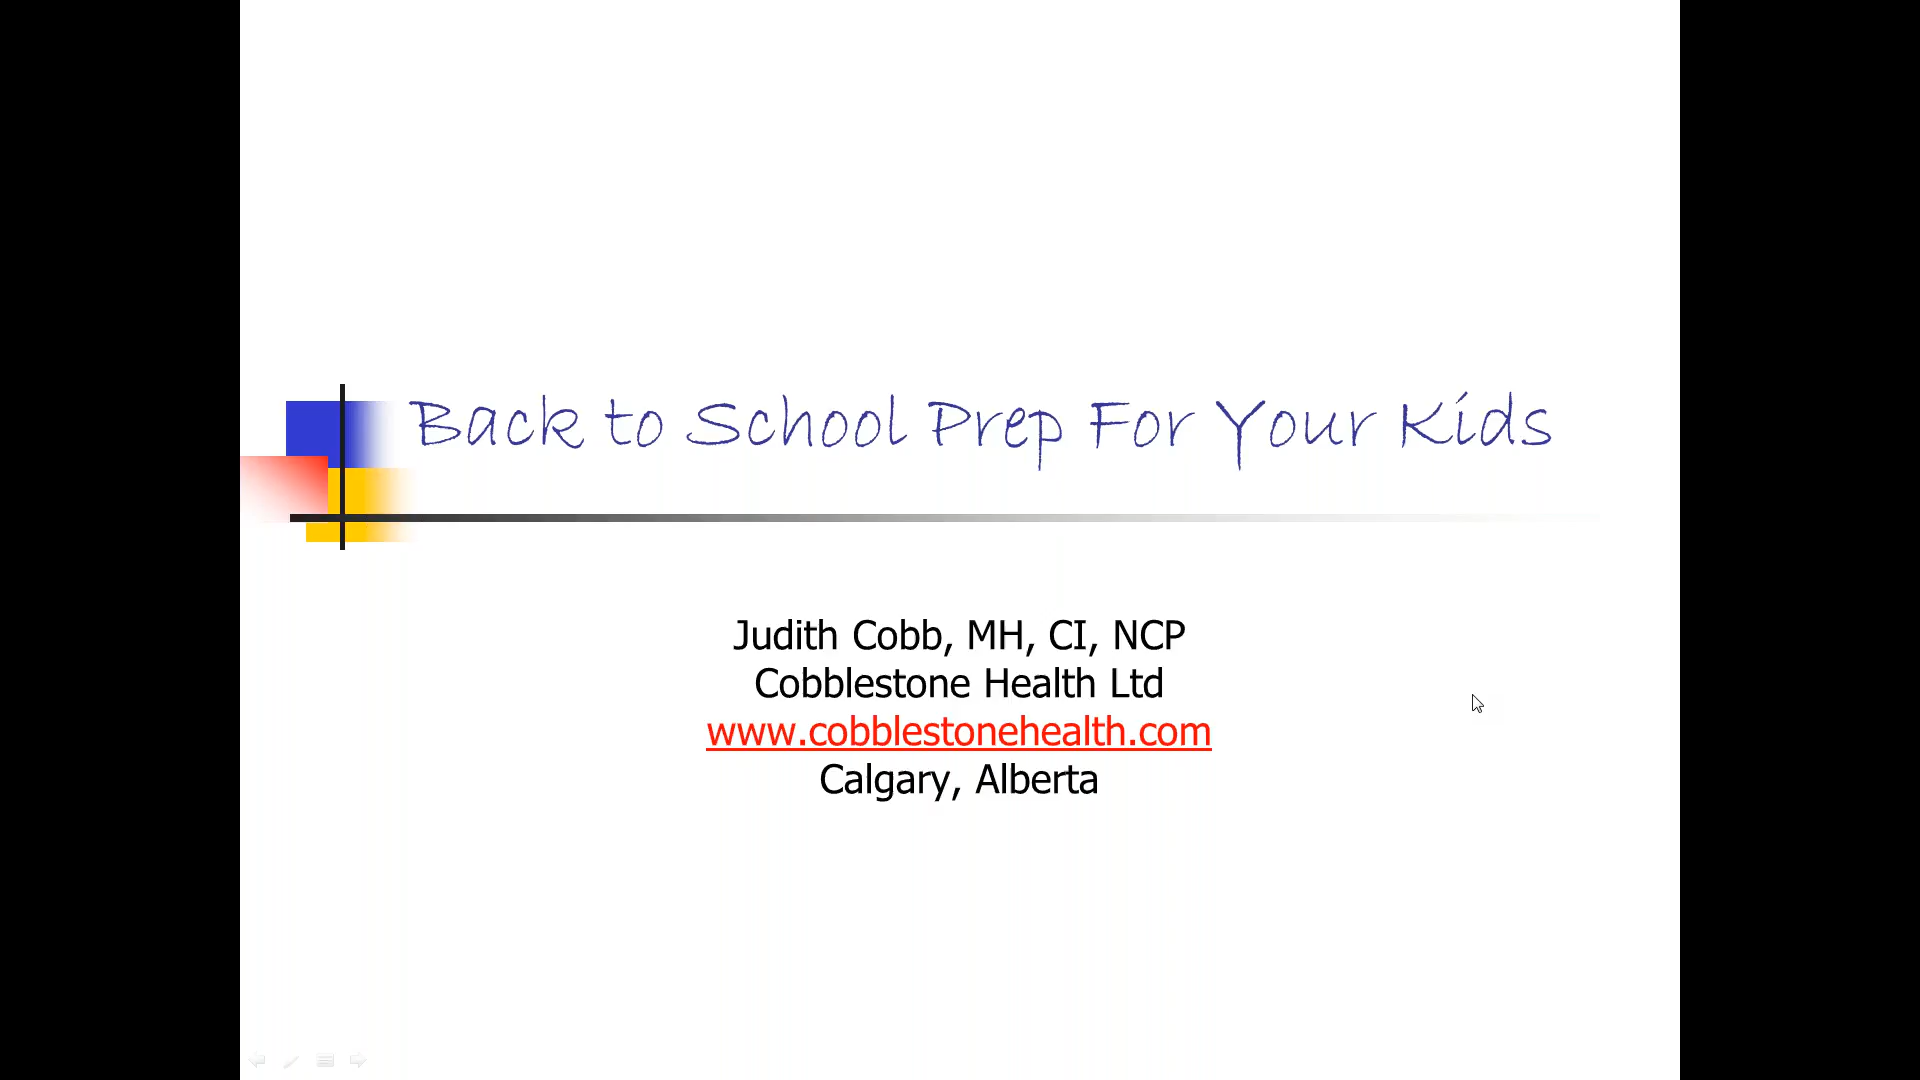 Back to School Prep For Your Kids
Judith Cobb, MH, CI, NCP
Cobblestone Health Ltd
www.cobblestonehealth.com
Calgary, Alberta